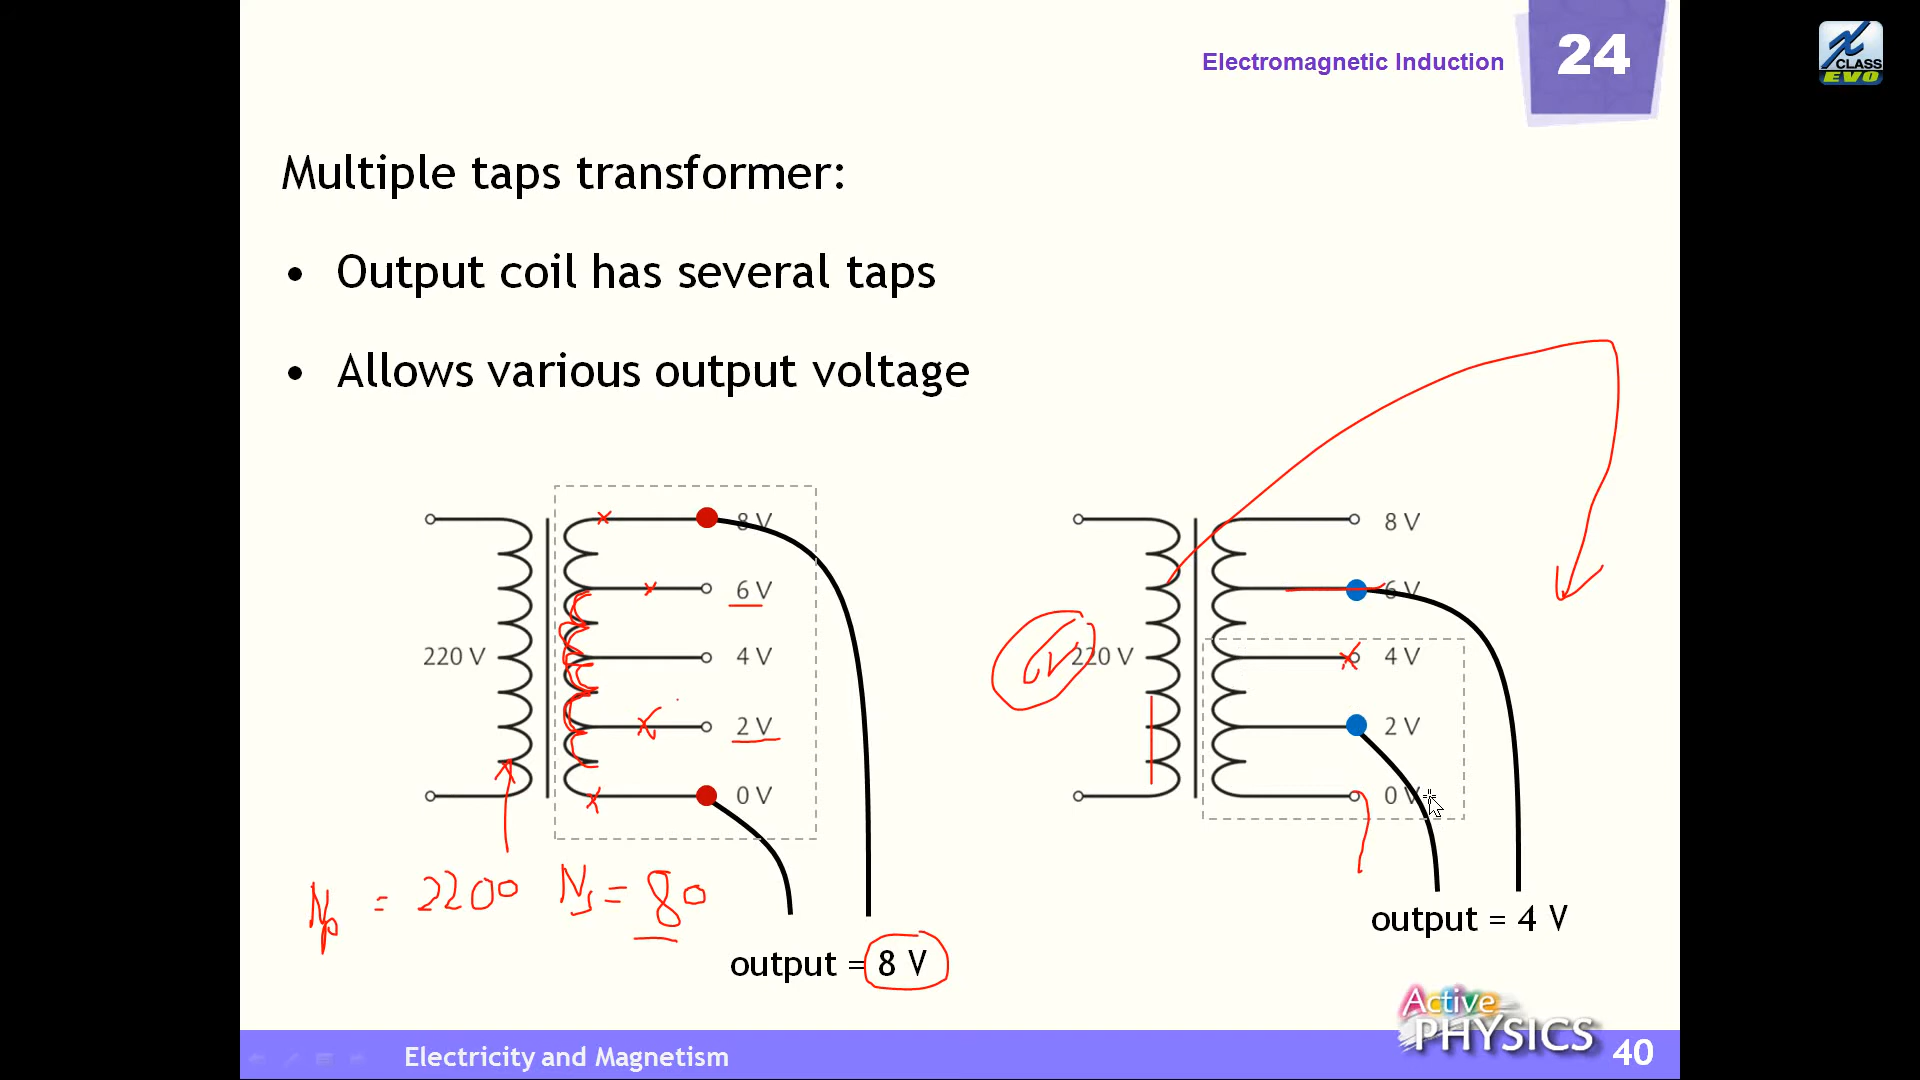 Electromagnetic Induction
24
CLASS
EVO
Multiple taps transformer:
• Output coil has several taps
• Allows various output voltage
8 V
6 V
220 V
4 V
2 V
0 V
Np = 2200 Ns = 80
output = 8 V
8 V
6 V
6V
220 V
4 V
2 V
0 V
output = 4 V
Active
PHYSICS
Electricity and Magnetism
40